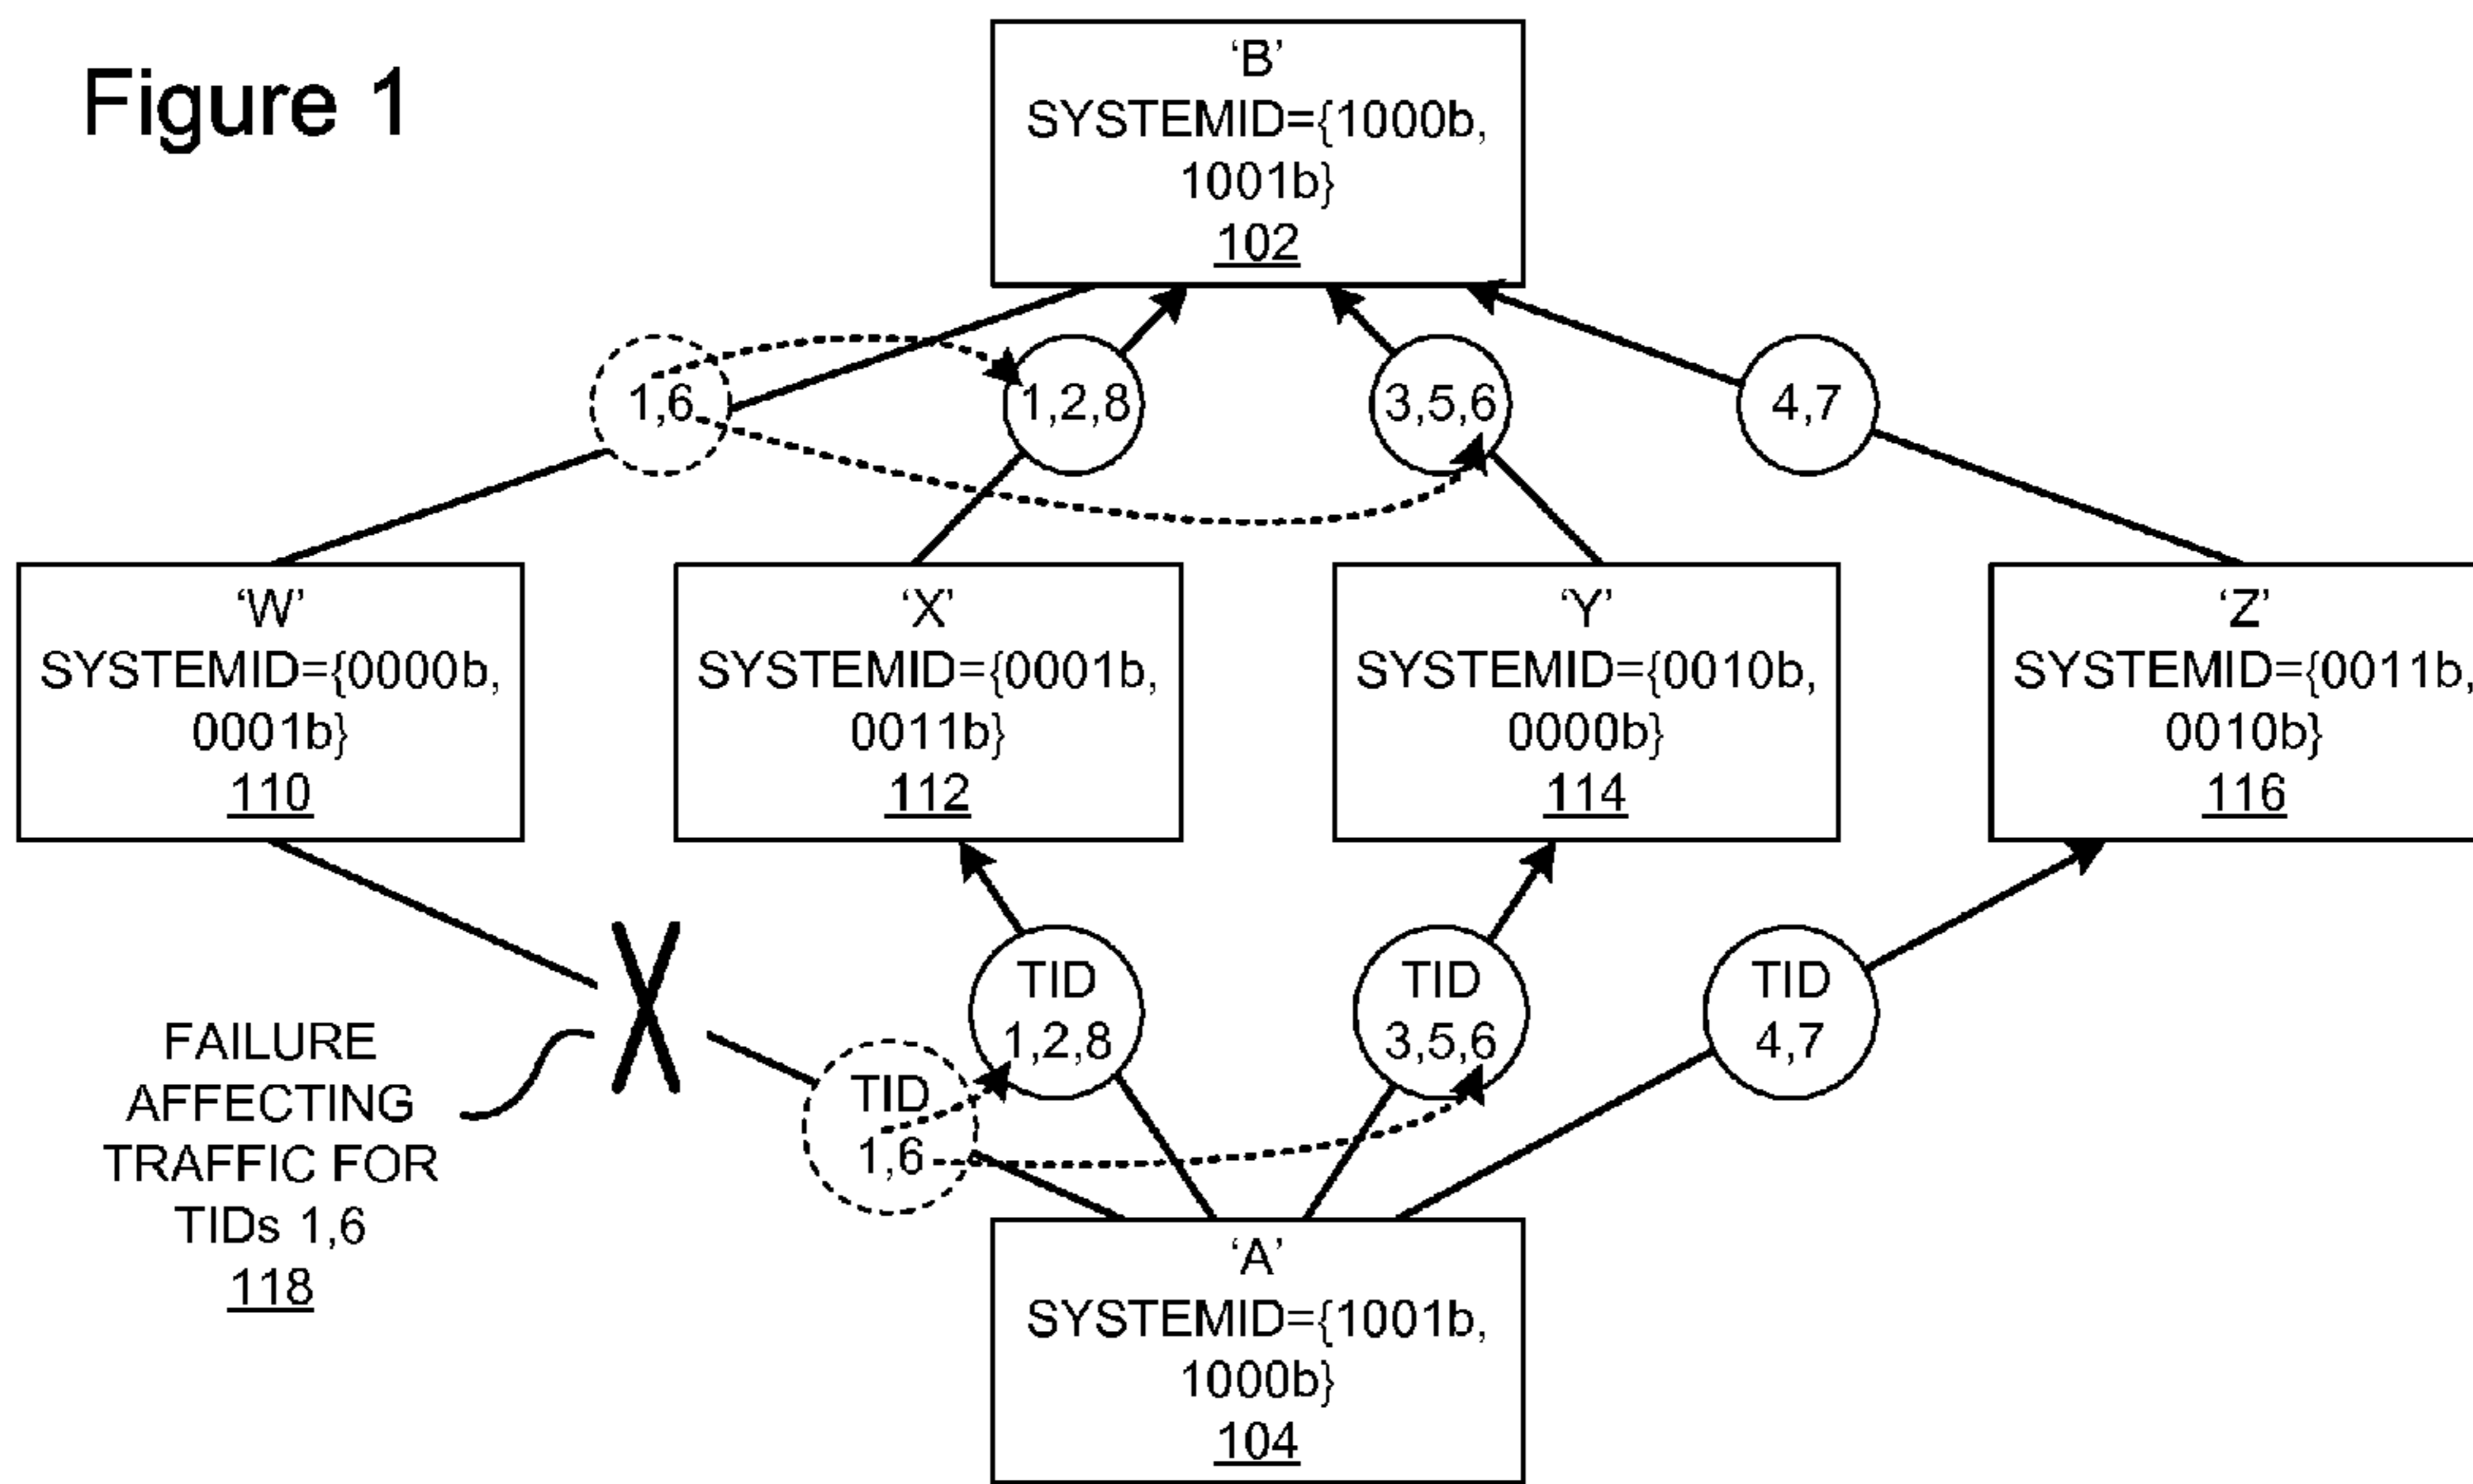 Figure 1
‘B’
SYSTEMID={1000b,
1001b}
102
1,6
1,2,8
3,5,6
4,7
‘W’
SYSTEMID={0000b,
0001b}
110
‘X’
SYSTEMID={0001b,
0011b}
112
‘Y’
SYSTEMID={0010b,
0000b}
114
‘Z’
SYSTEMID={0011b,
0010b}
116
X
FAILURE
AFFECTING
TRAFFIC FOR
TIDs 1,6
118
TID
1,6
TID
1,2,8
TID
3,5,6
TID
4,7
‘A’
SYSTEMID={1001b,
1000b}
104